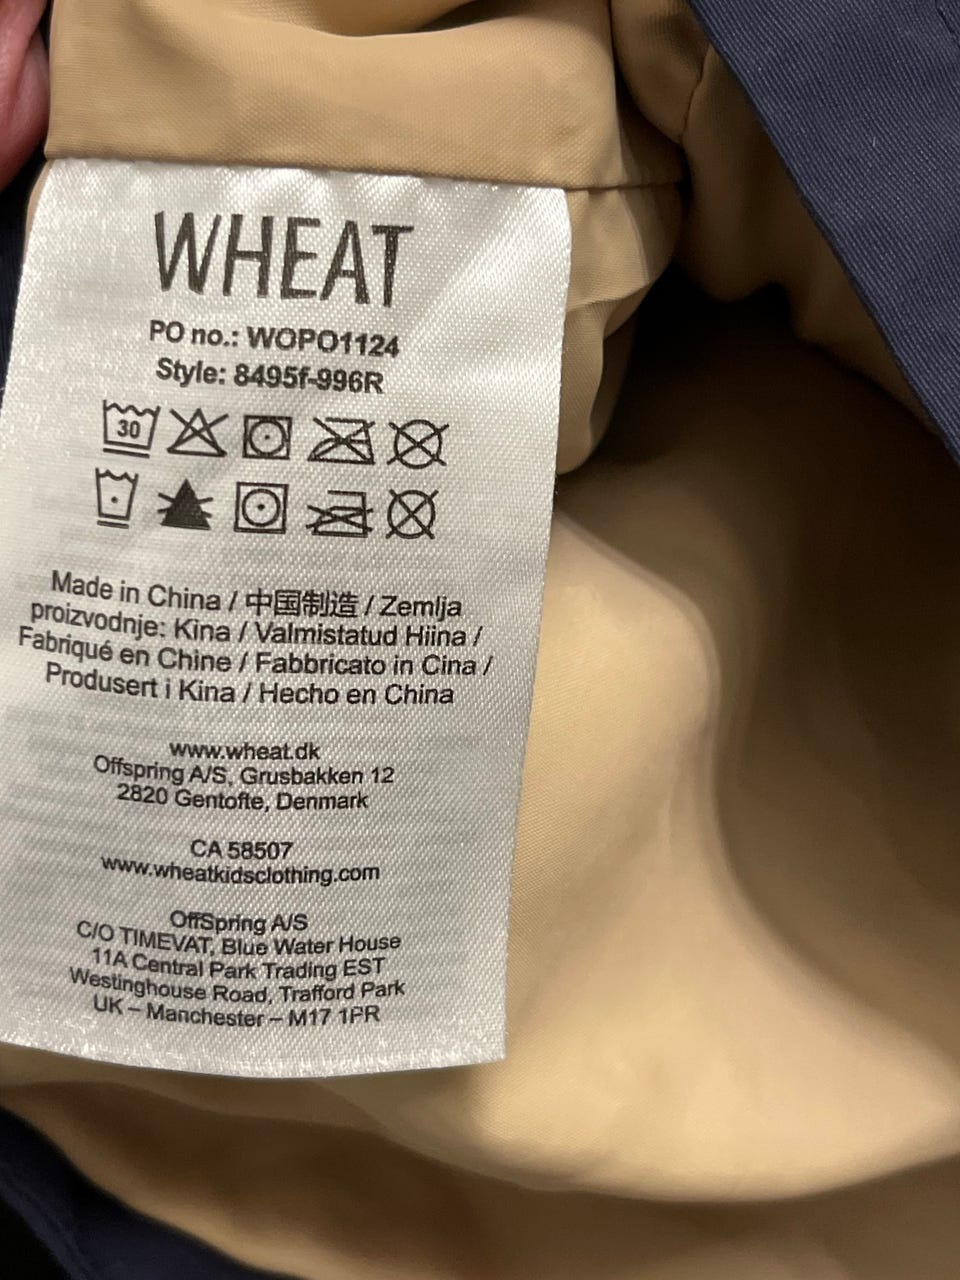 WHEAT
PO no.: WOPO1124
Style: 8495f-996R
30
Made in China / 中国制造 / Zemlja
proizvodnje: Kina / Valmistatud Hiina /
Fabriqué en Chine / Fabbricato in Cina /
Produsert i Kina / Hecho en China
www.wheat.dk
Offspring A/S, Grusbakken 12
2820 Gentofte, Denmark
CA 58507
www.wheatkidsclothing.com
OffSpring A/S
C/O TIMEVAT, Blue Water House
11A Central Park Trading EST
Westinghouse Road, Trafford Park
UK – Manchester – M17 1PR